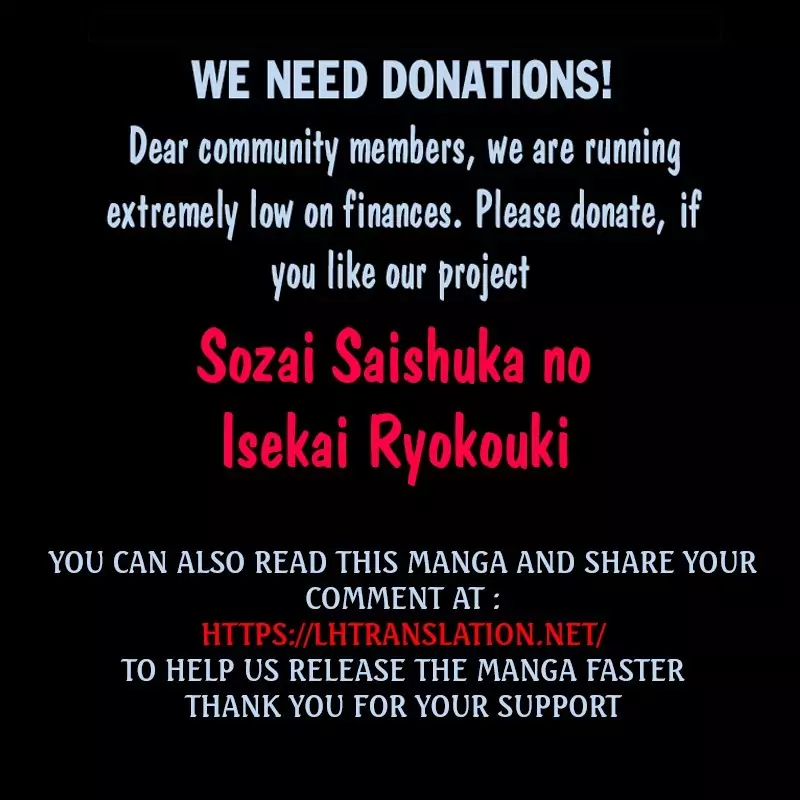 WE NEED DONATIONS!
Dear community members, we are running
extremely low on finances. Please donate, if
you like our project
Sozai Saishuka no
Isekai Ryokouki
YOU CAN ALSO READ THIS MANGA AND SHARE YOUR
COMMENT AT :
HTTPS://LHTRANSLATION.NET/
TO HELP US RELEASE THE MANGA FASTER
THANK YOU FOR YOUR SUPPORT